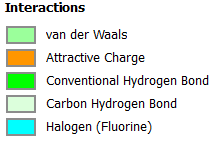 Interactions
van der Waals
Attractive Charge
Conventional Hydrogen Bond
Carbon Hydrogen Bond
Halogen (Fluorine)